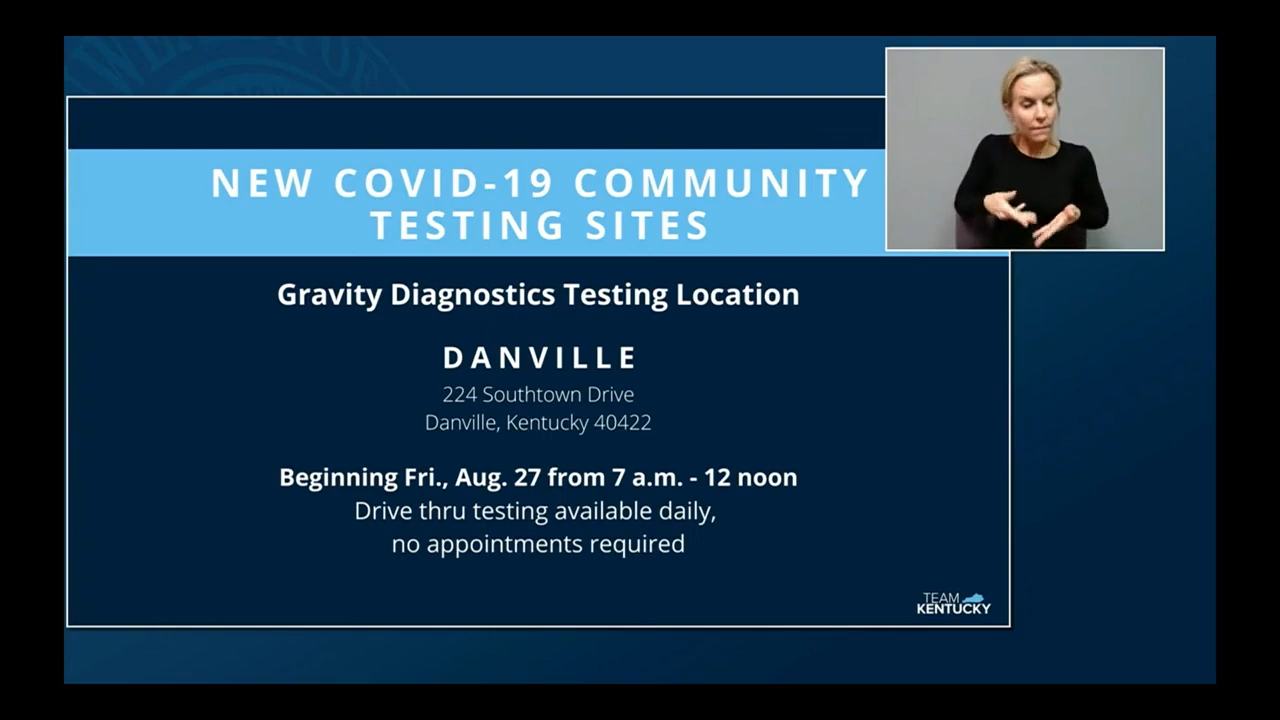 NEW COVID-19 COMMUNITY
TESTING SITES
Gravity Diagnostics Testing Location
DANVILLE
224 Southtown Drive
Danville, Kentucky 40422
Beginning Fri., Aug. 27 from 7 a.m. - 12 noon
Drive thru testing available daily,
no appointments required
TEAM
KENTUCKY